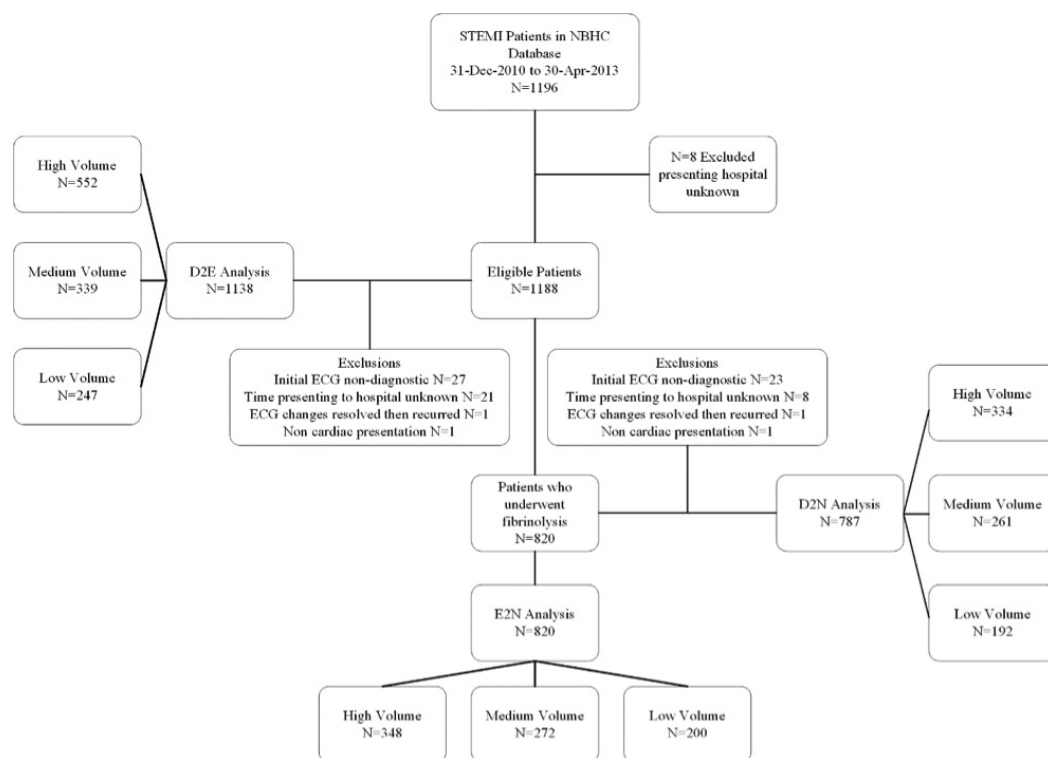 STEMI Patients in NBHC
Database
31-Dec-2010 to 30-Apr-2013
N=1196
N=8 Excluded
presenting hospital
unknown
High Volume
N=552
Medium Volume
N=339
Low Volume
N=247
D2E Analysis
N=1138
Eligible Patients
N=1188
Exclusions
Initial ECG non-diagnostic N=27
Time presenting to hospital unknown N=21
ECG changes resolved then recurred N=1
Non cardiac presentation N=1
Exclusions
Initial ECG non-diagnostic N=23
Time presenting to hospital unknown N=8
ECG changes resolved then recurred N=1
Non cardiac presentation N=1
Patients who
underwent
fibrinolysis
N=820
D2N Analysis
N=787
High Volume
N=334
Medium Volume
N=261
Low Volume
N=192
E2N Analysis
N=820
High Volume
N=348
Medium Volume
N=272
Low Volume
N=200